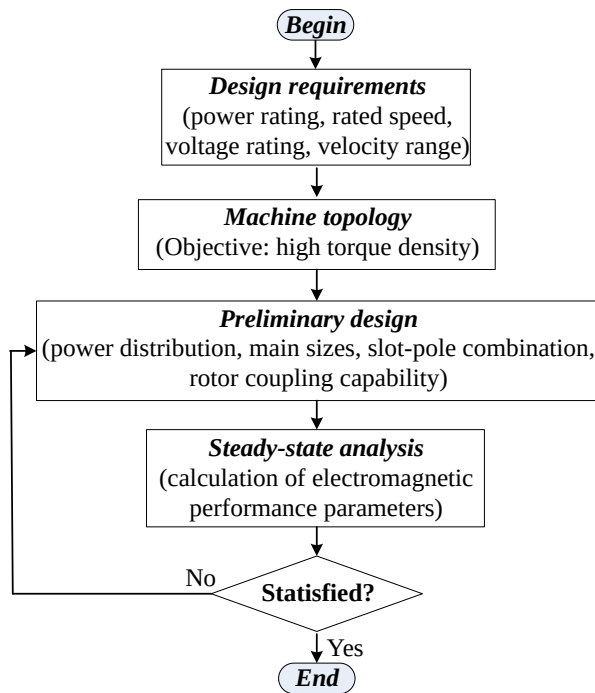 Begin
Design requirements
(power rating, rated speed,
voltage rating, velocity range)
Machine topology
(Objective: high torque density)
Preliminary design
(power distribution, main sizes, slot-pole combination,
rotor coupling capability)
Steady-state analysis
(calculation of electromagnetic
performance parameters)
No
Statisfied?
Yes
End